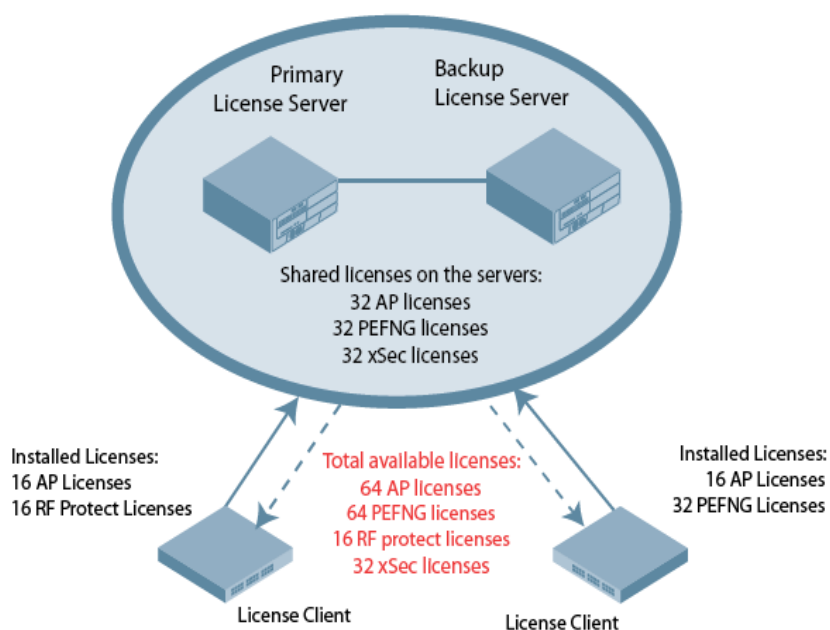 Primary
License Server
Backup
License Server
Shared licenses on the servers:
32 AP licenses
32 PEFNG licenses
32 xSec licenses
Installed Licenses:
16 AP Licenses
16 RF Protect Licenses
Total available licenses:
64 AP licenses
64 PEFNG licenses
16 RF protect licenses
32 xSec licenses
Installed Licenses:
16 AP Licenses
32 PEFNG Licenses
License Client
License Client